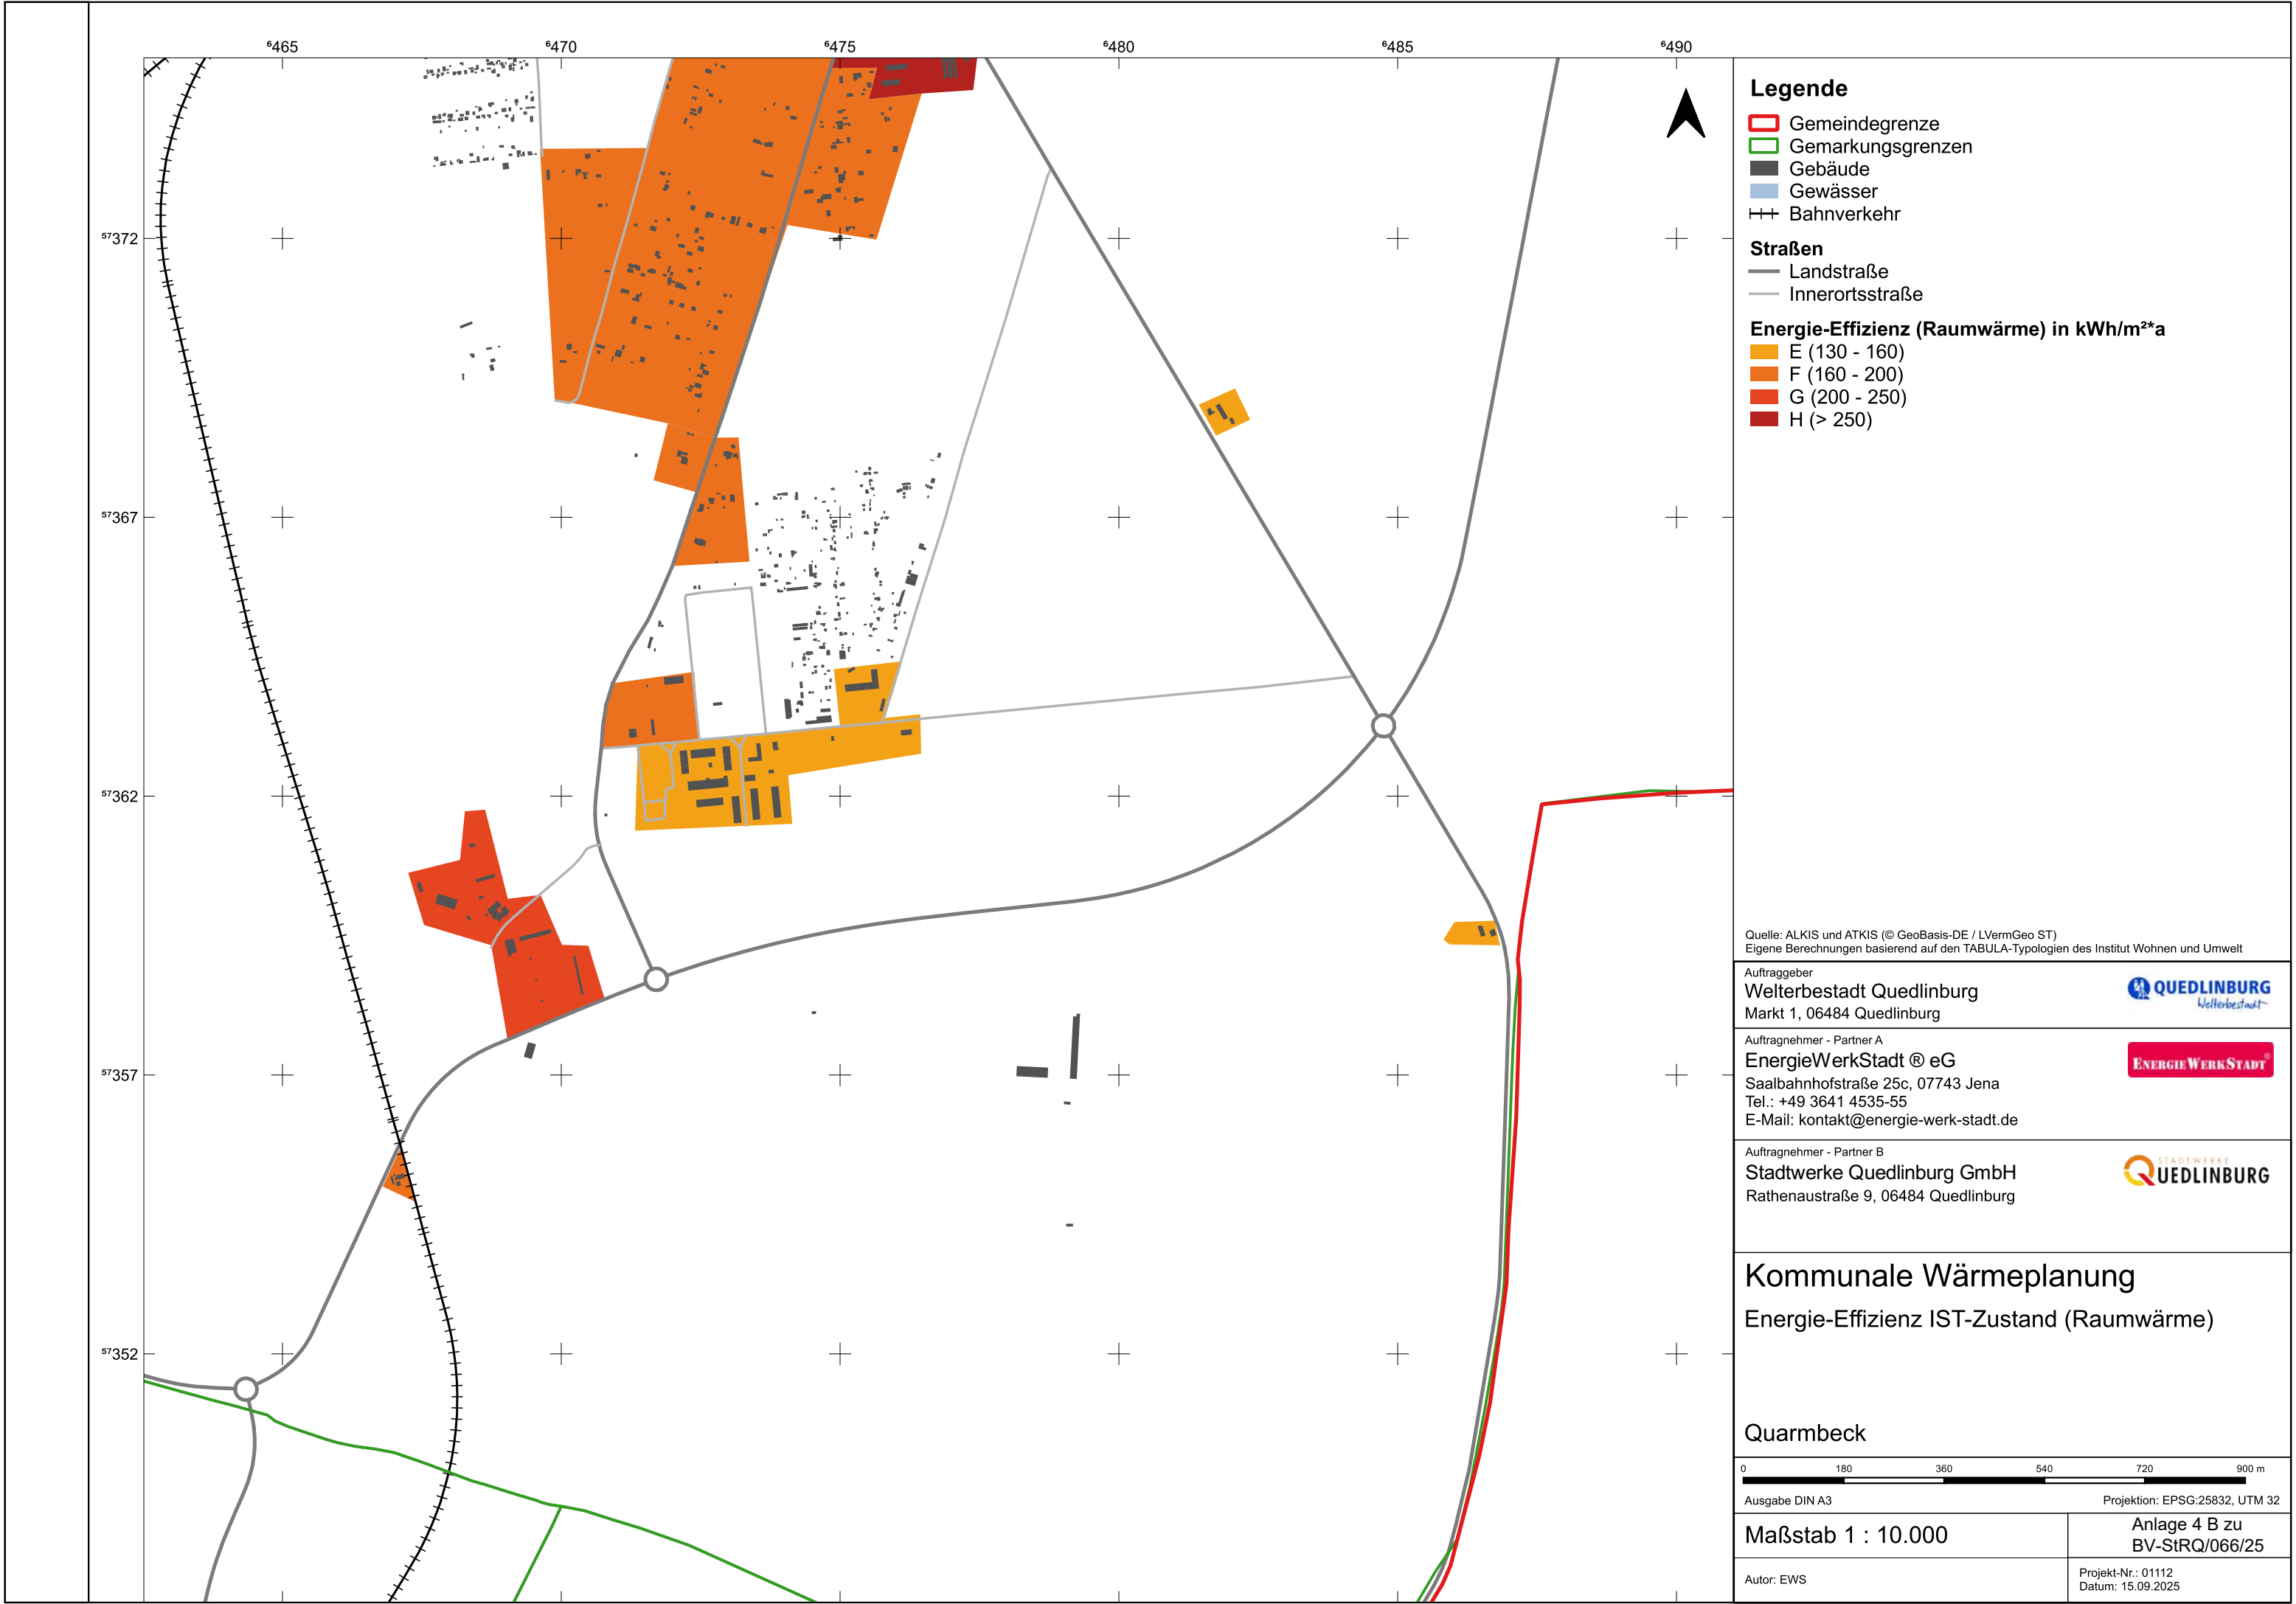 ⁶465 ⁶470 ⁶475 ⁶480 ⁶485 ⁶490
⁵⁷372
⁵⁷367
⁵⁷362
⁵⁷357
⁵⁷352
Legende
Gemeindegrenze
Gemarkungsgrenzen
Gebäude
Gewässer
Bahnverkehr
Straßen
Landstraße
Innerortsstraße
Energie-Effizienz (Raumwärme) in kWh/m²*a
E (130 - 160)
F (160 - 200)
G (200 - 250)
H (> 250)
Quelle: ALKIS und ATKIS (© GeoBasis-DE / LVermGeo ST)
Eigene Berechnungen basierend auf den TABULA-Typologien des Institut Wohnen und Umwelt
Auftraggeber
Welterbestadt Quedlinburg
Markt 1, 06484 Quedlinburg
QUEDLINBURG
Welterbestadt
Auftragnehmer - Partner A
EnergieWerkStadt ® eG
Saalbahnhofstraße 25c, 07743 Jena
Tel.: +49 3641 4535-55
E-Mail: kontakt@energie-werk-stadt.de
ENERGIEWERKSTADT®
Auftragnehmer - Partner B
Stadtwerke Quedlinburg GmbH
Rathenaustraße 9, 06484 Quedlinburg
STADTWERKE
QUEDLINBURG
Kommunale Wärmeplanung
Energie-Effizienz IST-Zustand (Raumwärme)
Quarmbeck
0 180 360 540 720 900 m
Ausgabe DIN A3 Projektion: EPSG:25832, UTM 32
Maßstab 1 : 10.000
Anlage 4 B zu
BV-StRQ/066/25
Autor: EWS
Projekt-Nr.: 01112
Datum: 15.09.2025